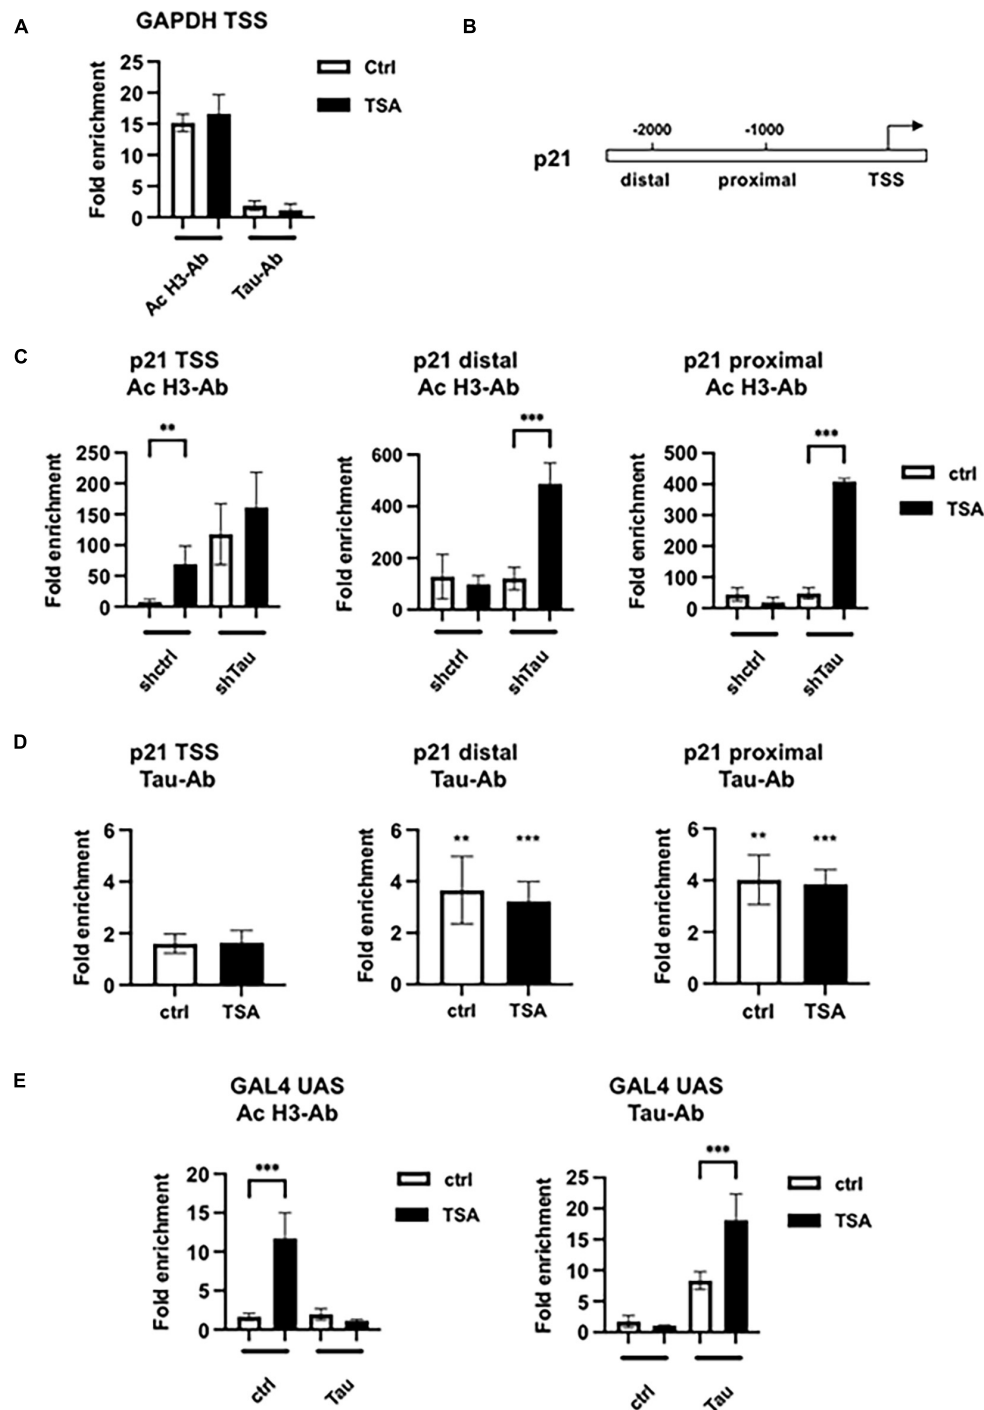 A
GAPDH TSS
Fold enrichment
25
20
15
10
5
0
Ctrl
TSA
Ac H3-Ab
Tau-Ab
B
p21
-2000
-1000
distal
proximal
TSS
C
p21 TSS
Ac H3-Ab
Fold enrichment
250
200
150
100
50
0
**
shctrl
shTau
p21 distal
Ac H3-Ab
Fold enrichment
600
400
200
0
***
shctrl
shTau
p21 proximal
Ac H3-Ab
Fold enrichment
500
400
300
200
100
0
***
shctrl
shTau
ctrl
TSA
D
p21 TSS
Tau-Ab
Fold enrichment
6
4
2
0
ctrl
TSA
p21 distal
Tau-Ab
Fold enrichment
6
4
2
0
**
***
ctrl
TSA
p21 proximal
Tau-Ab
Fold enrichment
6
4
2
0
**
***
ctrl
TSA
E
GAL4 UAS
Ac H3-Ab
Fold enrichment
20
15
10
5
0
***
ctrl
TSA
ctrl
Tau
GAL4 UAS
Tau-Ab
Fold enrichment
25
20
15
10
5
0
***
ctrl
TSA
ctrl
Tau